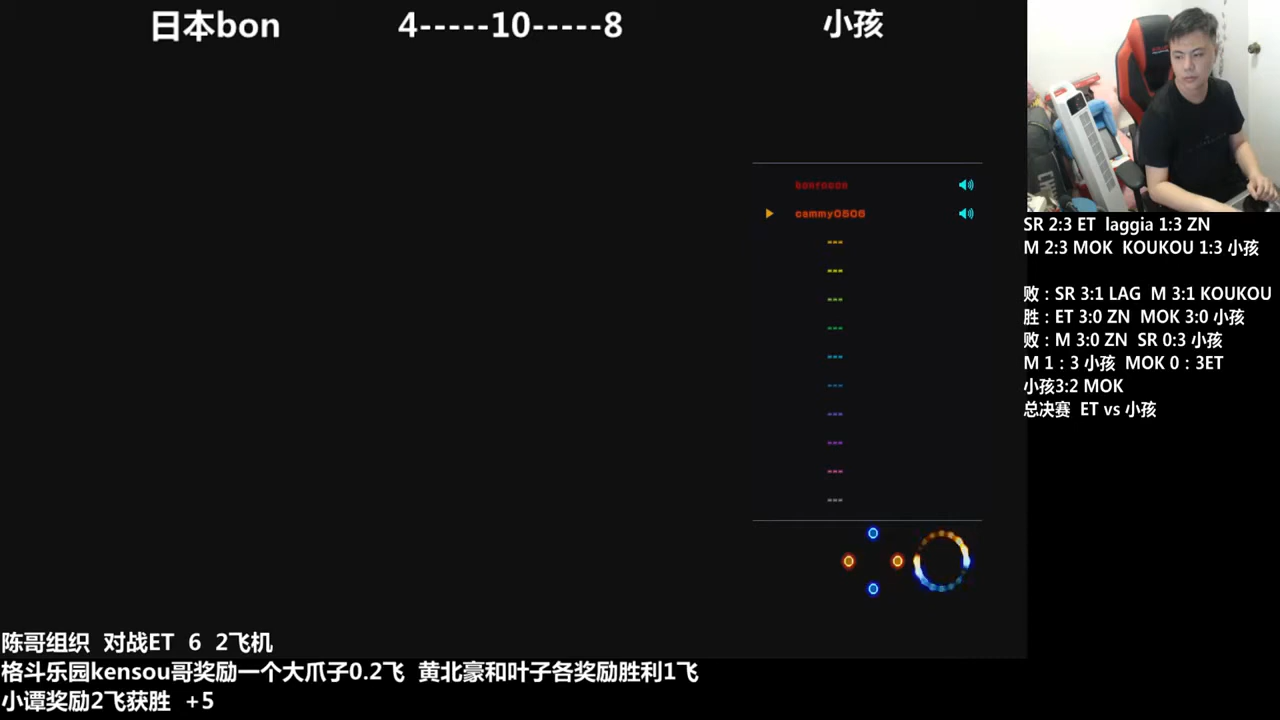 日本bon 4-----10-----8 小孩
cammy0506
---
---
---
---
---
---
---
---
---
---
SR 2:3 ET laggia 1:3 ZN
M 2:3 MOK KOUKOU 1:3 小孩
败：SR 3:1 LAG M 3:1 KOUKOU
胜：ET 3:0 ZN MOK 3:0 小孩
败：M 3:0 ZN SR 0:3 小孩
M 1：3 小孩 MOK 0：3ET
小孩3:2 MOK
总决赛 ET vs 小孩
陈哥组织 对战ET 6 2飞机
格斗乐园kensou哥奖励一个大爪子0.2飞 黄北豪和叶子各奖励胜利1飞
小谭奖励2飞获胜 +5